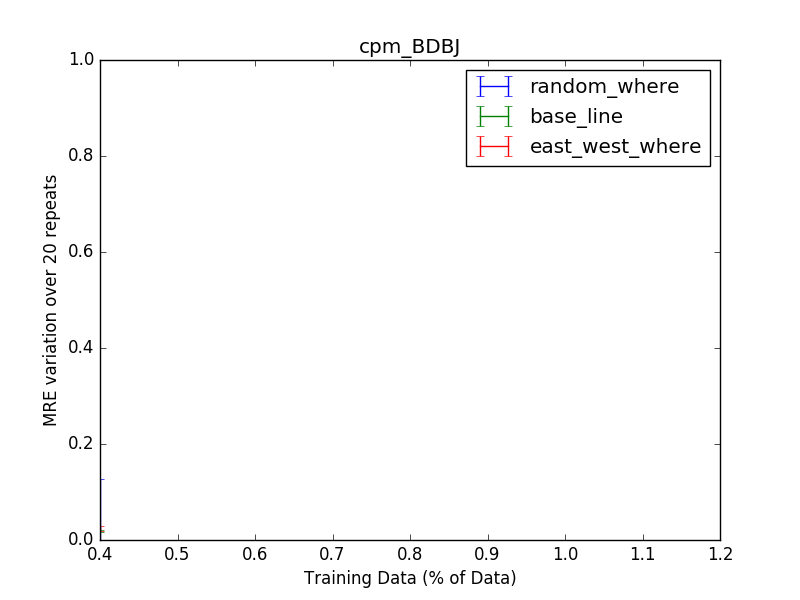 cpm_BDBJ
random_where
base_line
east_west_where
MRE variation over 20 repeats
1.0
0.8
0.6
0.4
0.2
0.0
0.4 0.5 0.6 0.7 0.8 0.9 1.0 1.1 1.2
Training Data (% of Data)